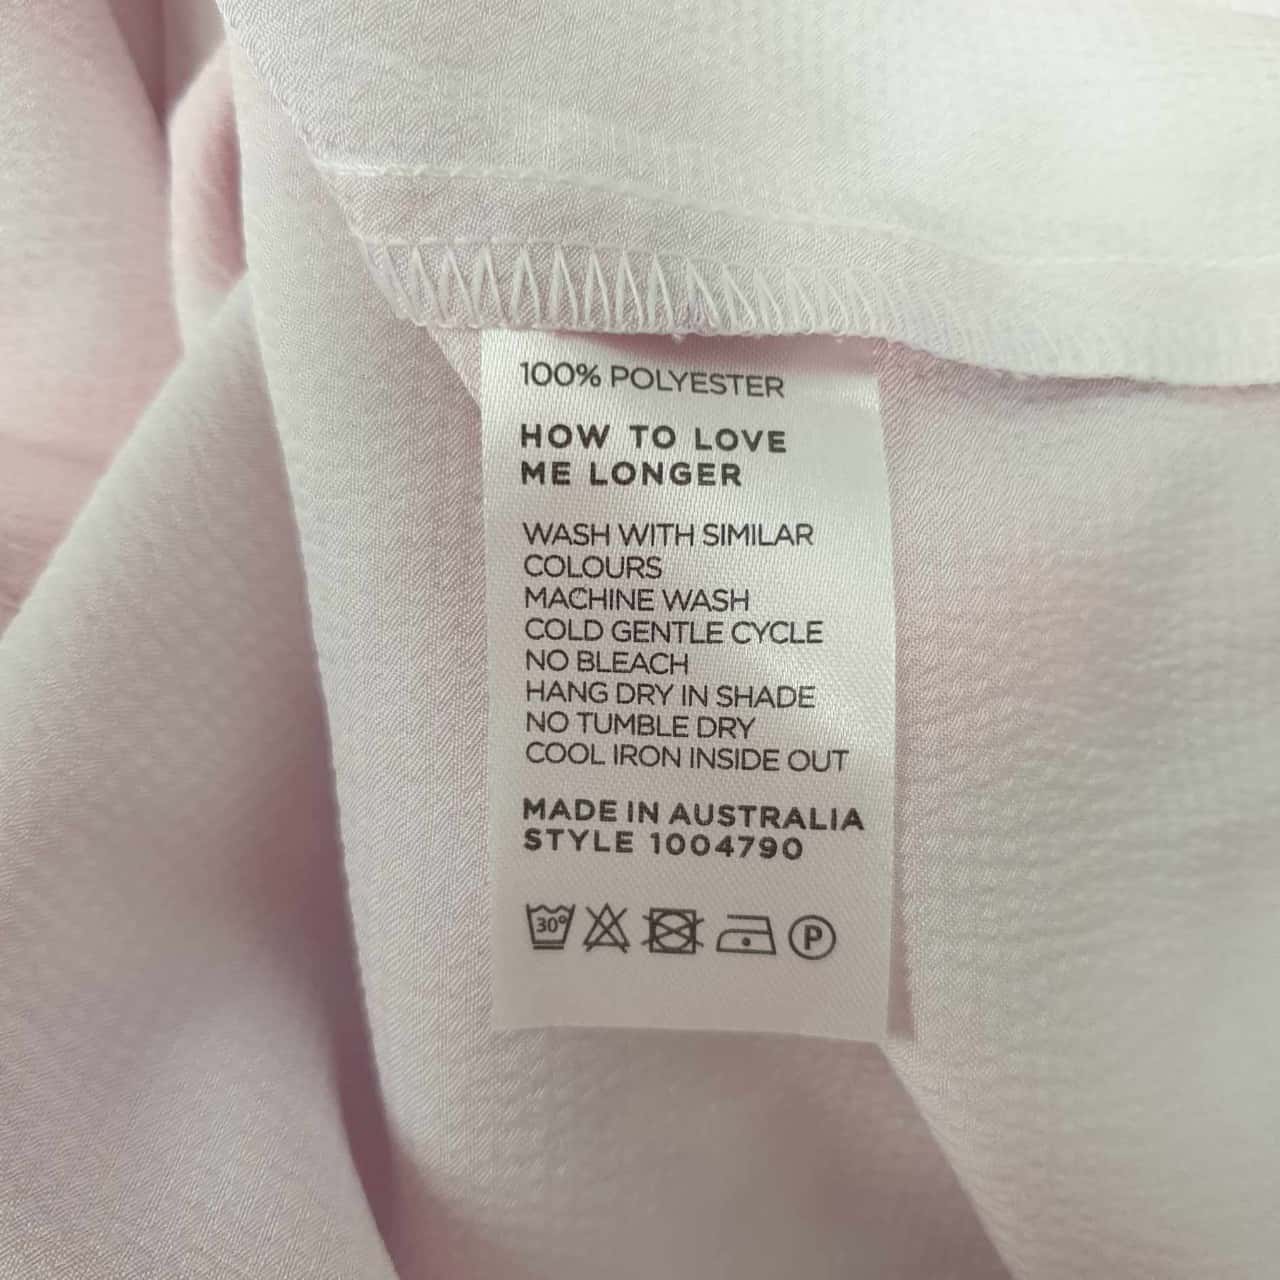 100% POLYESTER
HOW TO LOVE
ME LONGER
WASH WITH SIMILAR
COLOURS
MACHINE WASH
COLD GENTLE CYCLE
NO BLEACH
HANG DRY IN SHADE
NO TUMBLE DRY
COOL IRON INSIDE OUT
MADE IN AUSTRALIA
STYLE 1004790
30° P